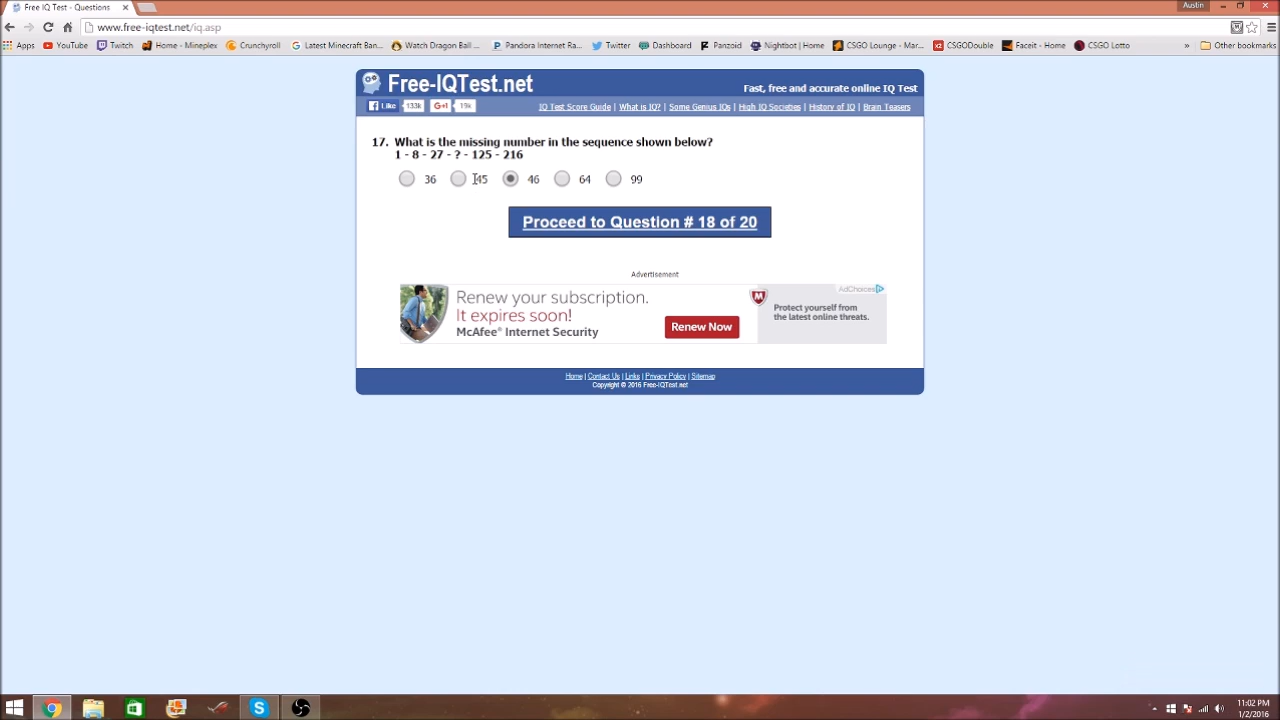 Free IQ Test - Questions
Austin
www.free-iqtest.net/iq.asp
Apps YouTube Twitch Home - Mineplex Crunchyroll Latest Minecraft Ban... Watch Dragon Ball ... Pandora Internet Ra... Twitter Dashboard Panzoid Nightbot | Home CSGO Lounge - Mar... CSGODouble Faceit - Home CSGO Lotto » Other bookmarks
Free-IQTest.net
Fast, free and accurate online IQ Test
Like 133k +1 19k
IQ Test Score Guide | What is IQ? | Some Genius IQs | High IQ Societies | History of IQ | Brain Teasers
17. What is the missing number in the sequence shown below?
1 - 8 - 27 - ? - 125 - 216
36 45 46 64 99
Proceed to Question # 18 of 20
Advertisement
AdChoices
Renew your subscription.
It expires soon!
McAfee® Internet Security
Renew Now
Protect yourself from
the latest online threats.
Home | Contact Us | Links | Privacy Policy | Sitemap
Copyright © 2016 Free-IQTest.net
11:02 PM
1/2/2016